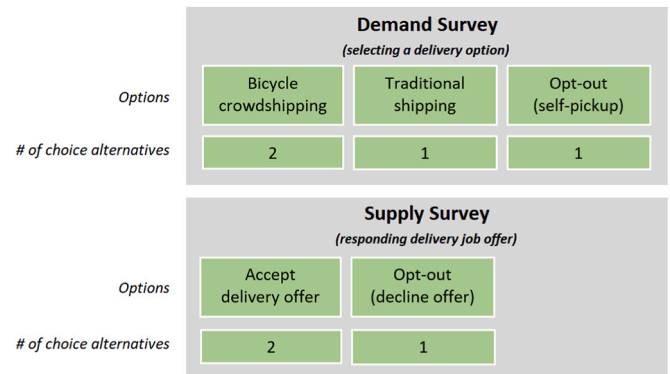 Demand Survey
(selecting a delivery option)
Options
Bicycle
crowdshipping
Traditional
shipping
Opt-out
(self-pickup)
# of choice alternatives
2
1
1
Supply Survey
(responding delivery job offer)
Options
Accept
delivery offer
Opt-out
(decline offer)
# of choice alternatives
2
1